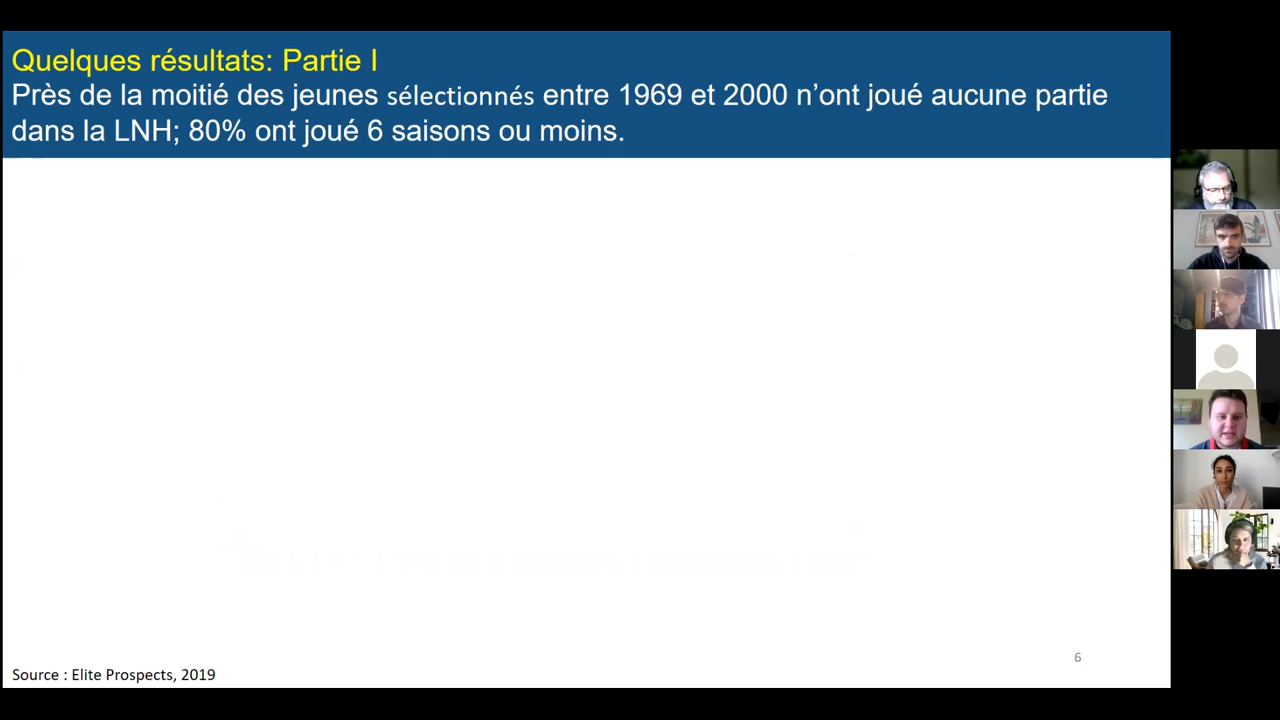 Quelques résultats: Partie I
Près de la moitié des jeunes sélectionnés entre 1969 et 2000 n’ont joué aucune partie
dans la LNH; 80% ont joué 6 saisons ou moins.
6
Source : Elite Prospects, 2019